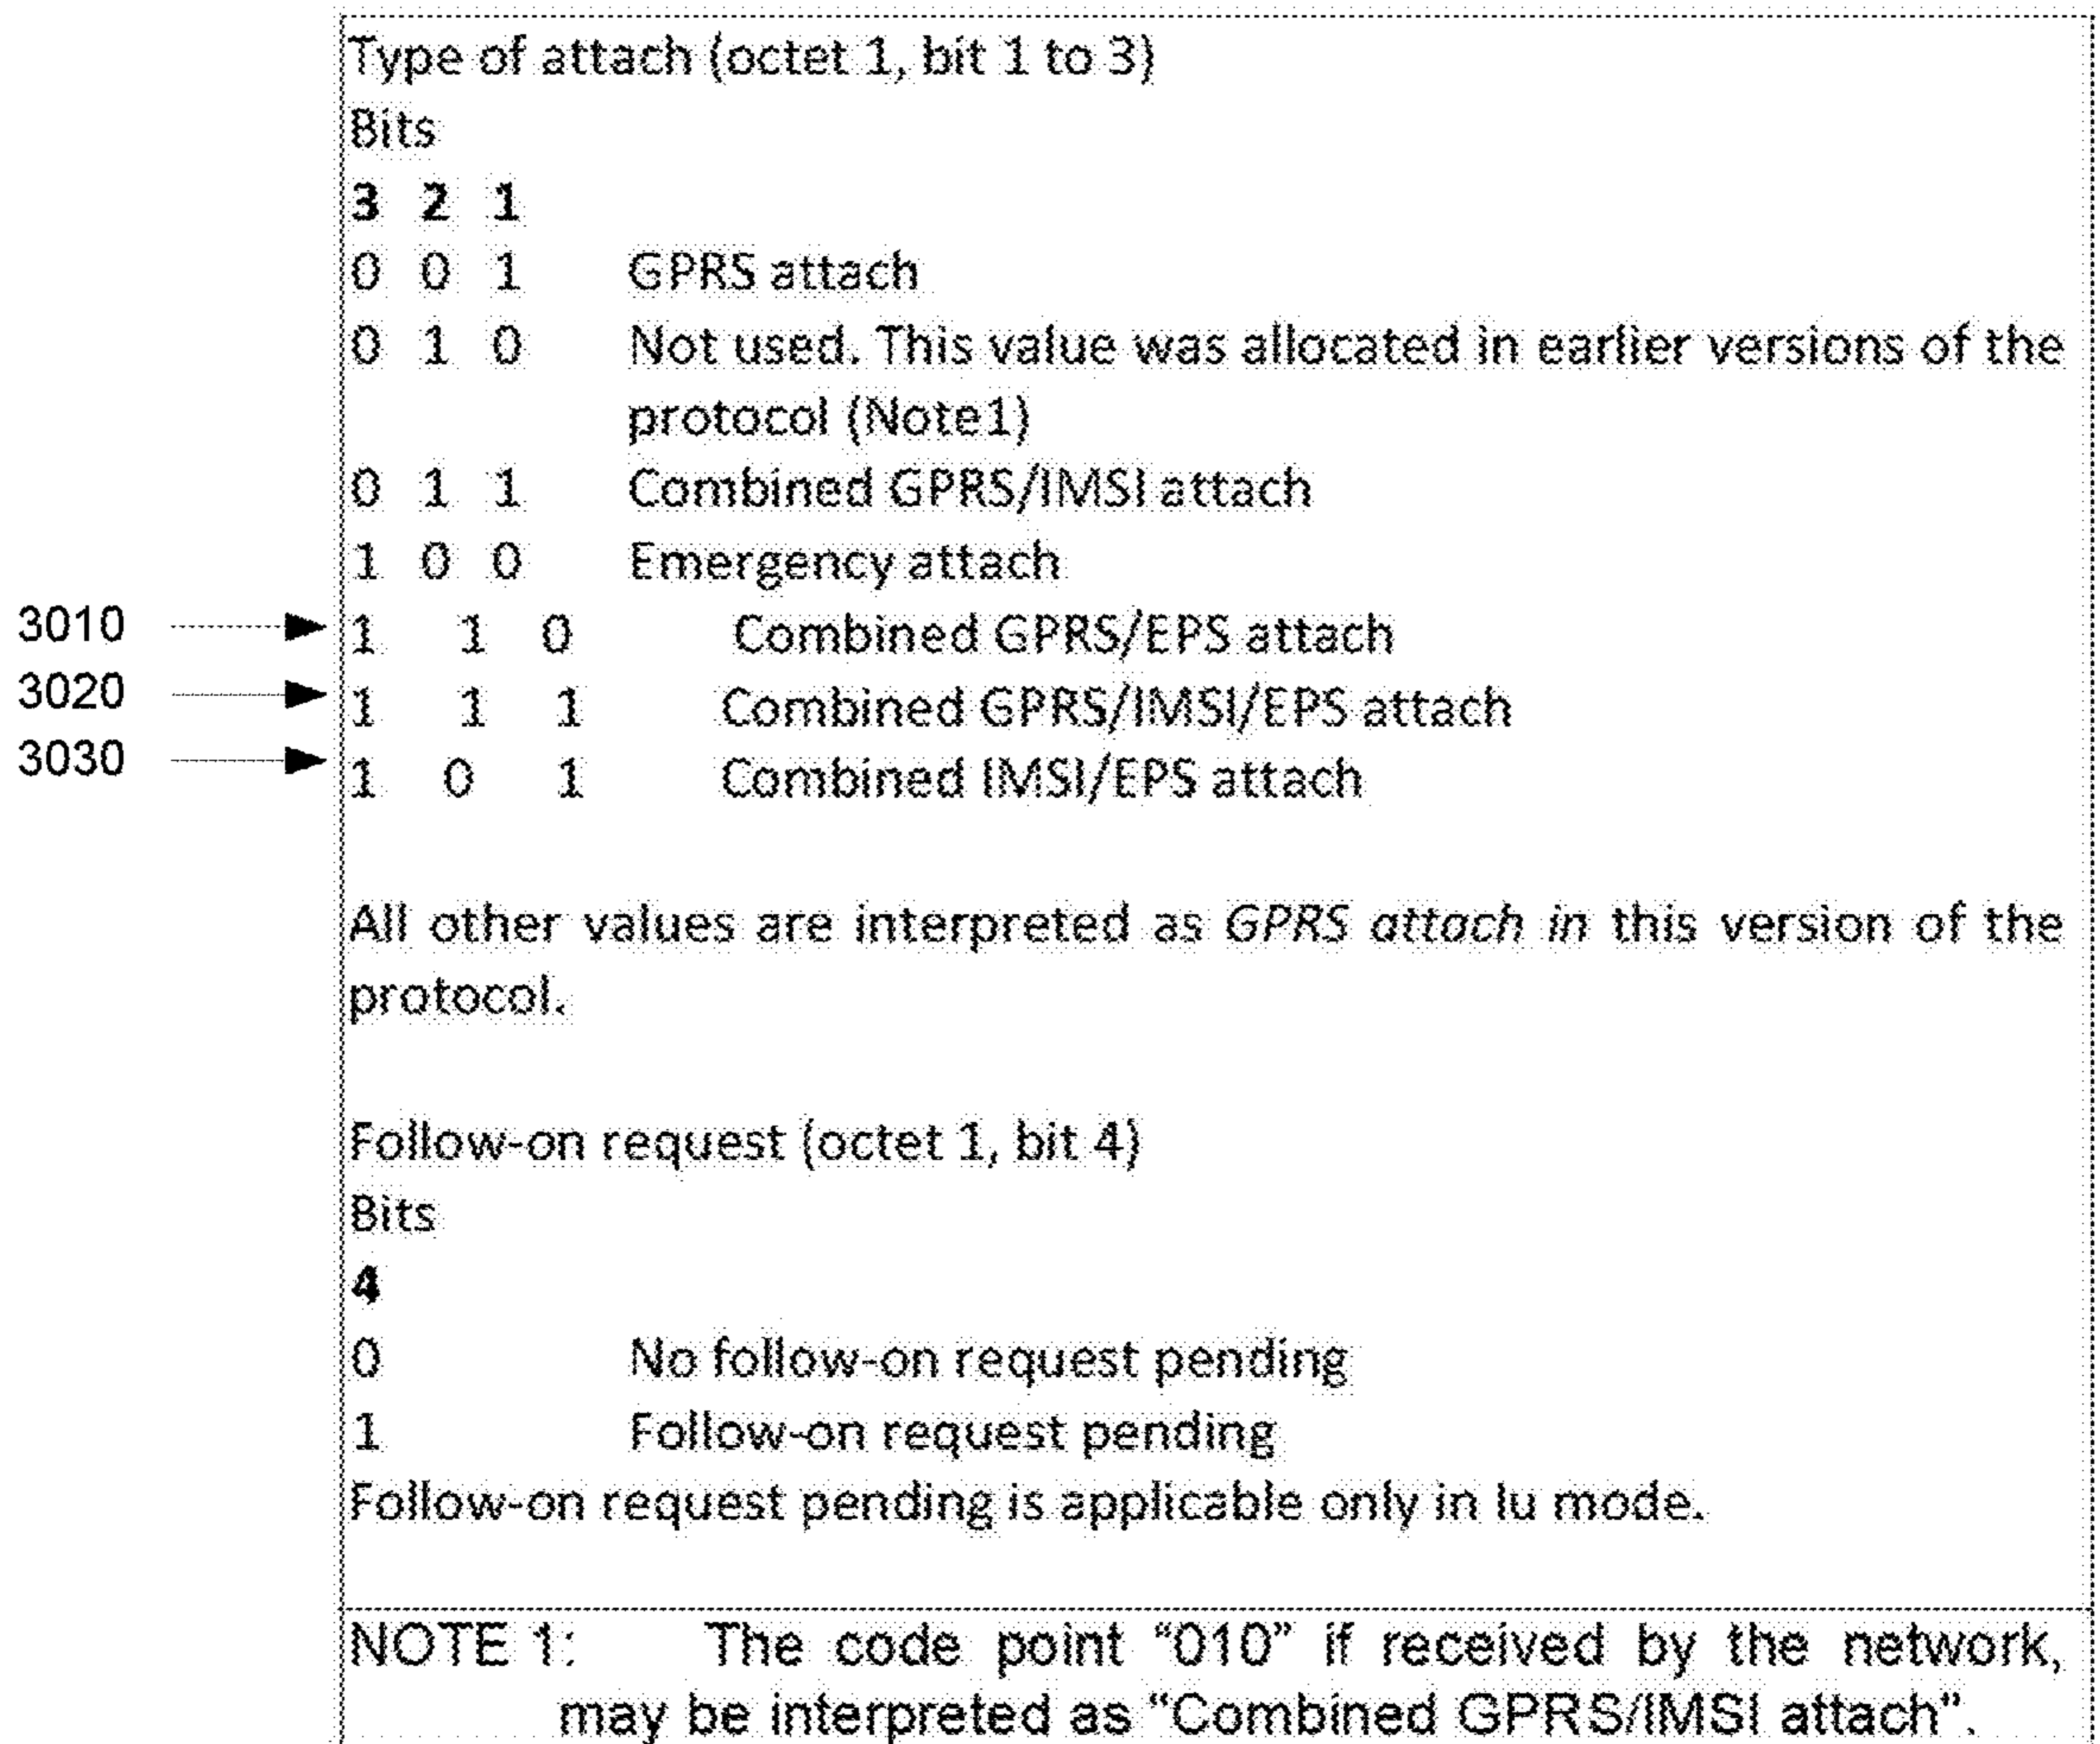 Type of attach (octet 1, bit 1 to 3)
Bits
3 2 1
0 0 1 GPRS attach
0 1 0 Not used. This value was allocated in earlier versions of the
protocol (Note1)
0 1 1 Combined GPRS/IMSI attach
1 0 0 Emergency attach
3010 1 1 0 Combined GPRS/EPS attach
3020 1 1 1 Combined GPRS/IMSI/EPS attach
3030 1 0 1 Combined IMSI/EPS attach
All other values are interpreted as GPRS attach in this version of the
protocol.
Follow-on request (octet 1, bit 4)
Bits
4
0 No follow-on request pending
1 Follow-on request pending
Follow-on request pending is applicable only in Iu mode.
NOTE 1: The code point “010” if received by the network,
may be interpreted as “Combined GPRS/IMSI attach".